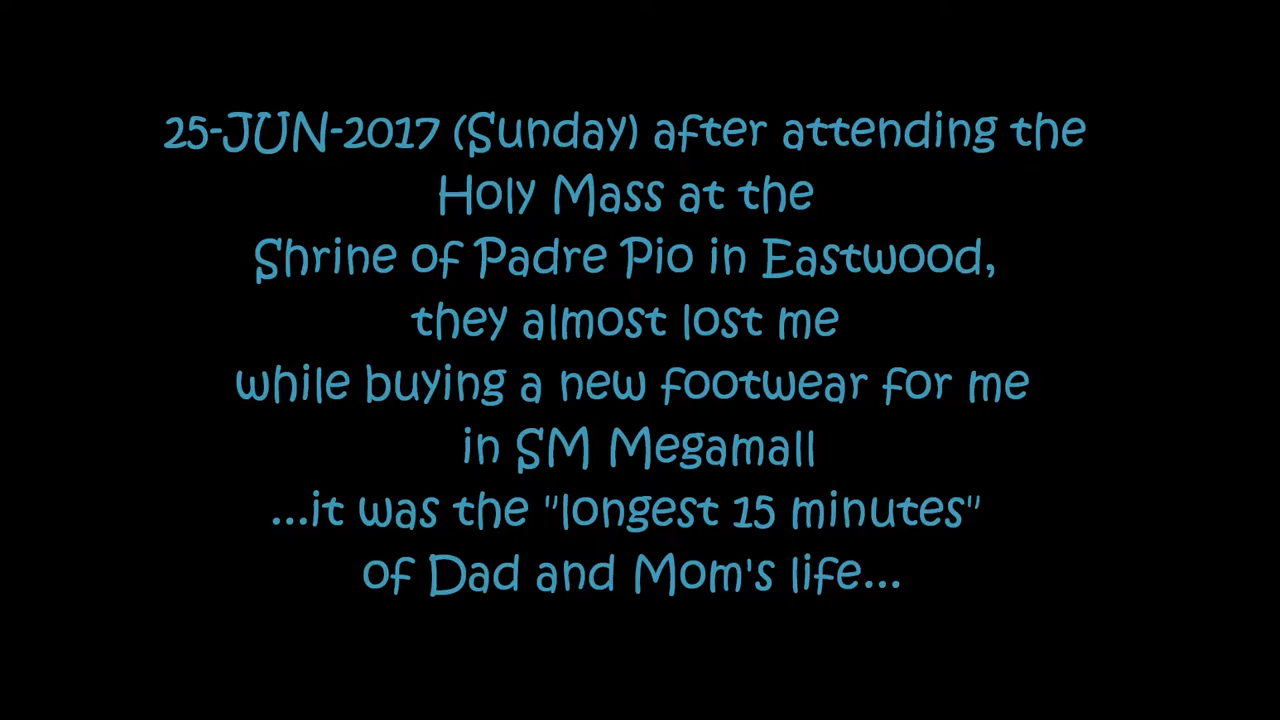 25-JUN-2017 (Sunday) after attending the
Holy Mass at the
Shrine of Padre Pio in Eastwood,
they almost lost me
while buying a new footwear for me
in SM Megamall
...it was the "longest 15 minutes"
of Dad and Mom's life...